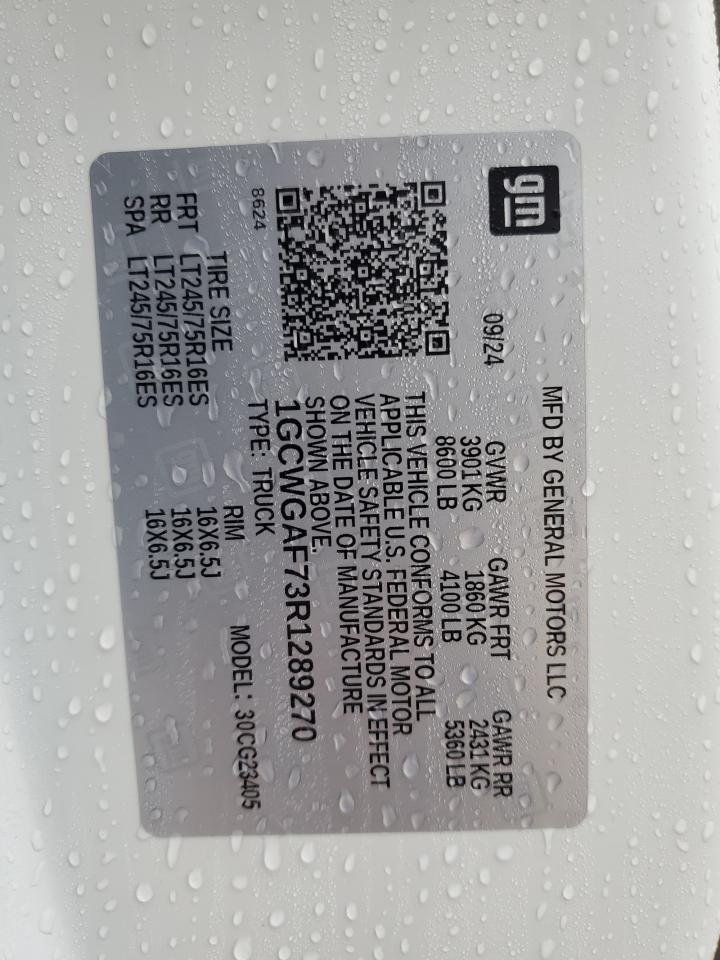 gm
MFD BY GENERAL MOTORS LLC
09/24
GVWR GAWR FRT GAWR RR
3901 KG 1860 KG 2431 KG
8600 LB 4100 LB 5360 LB
THIS VEHICLE CONFORMS TO ALL
APPLICABLE U.S. FEDERAL MOTOR
VEHICLE SAFETY STANDARDS IN EFFECT
ON THE DATE OF MANUFACTURE
SHOWN ABOVE.
1GCWGAF73R1289270
8624
TYPE: TRUCK MODEL: 30CG23405
TIRE SIZE RIM
FRT LT245/75R16ES 16X6.5J
RR LT245/75R16ES 16X6.5J
SPA LT245/75R16ES 16X6.5J